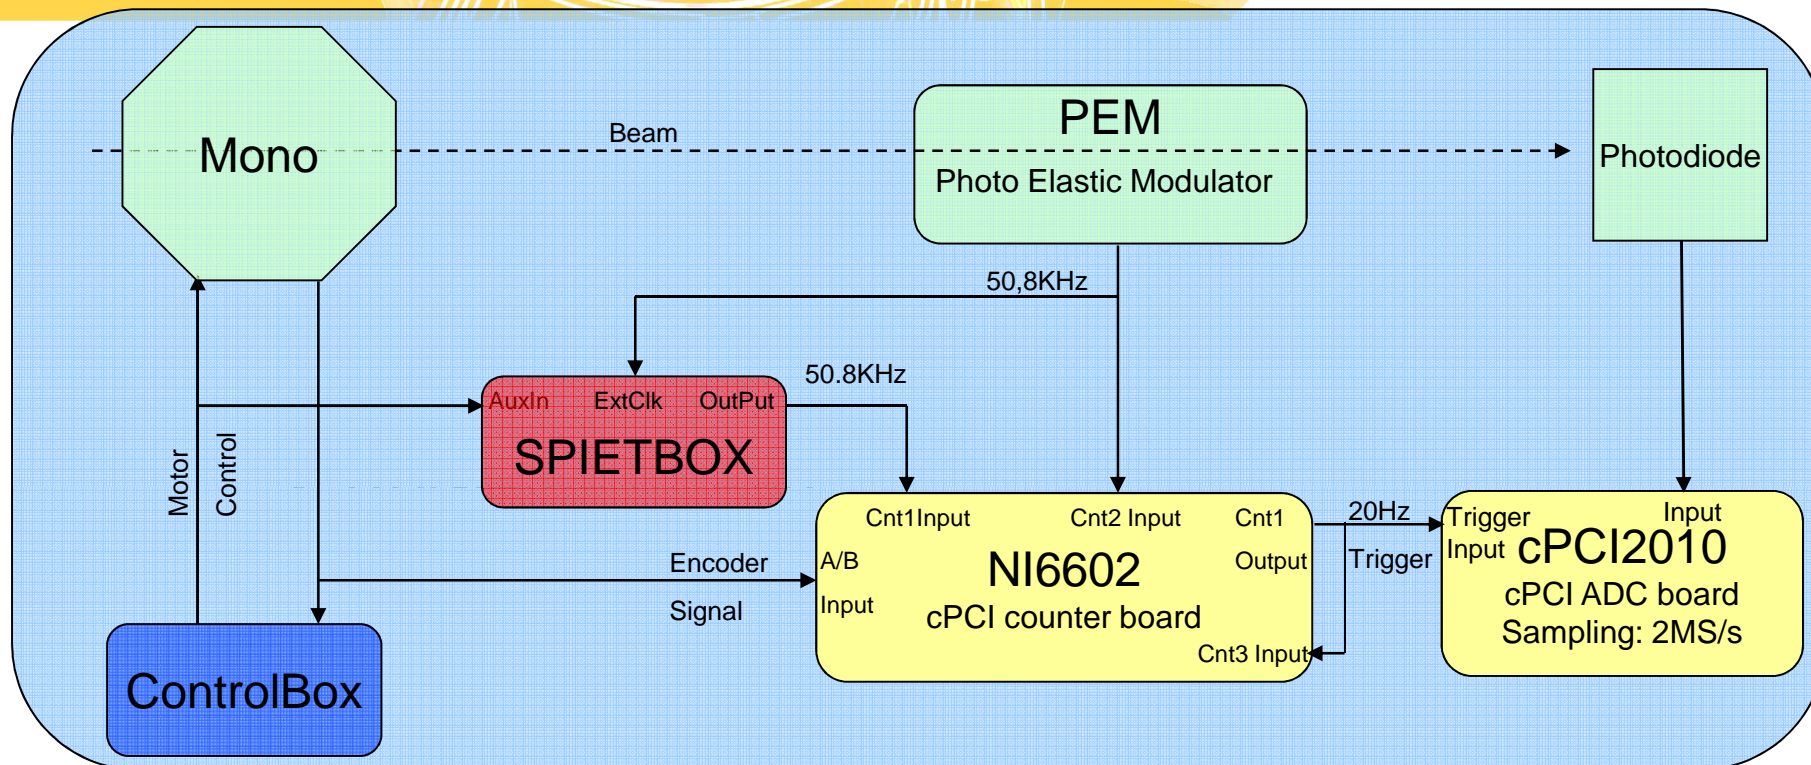 Beam
Mono
PEM
Photo Elastic Modulator
Photodiode
50,8KHz
50.8KHz
AuxIn
ExtClk
OutPut
SPIETBOX
Motor
Control
Encoder
Signal
ControlBox
Cnt1Input
Cnt2 Input
Cnt1
Output
A/B
Input
NI6602
cPCI counter board
Cnt3 Input
20Hz
Trigger
Trigger
Input
Input
cPCI2010
cPCI ADC board
Sampling: 2MS/s